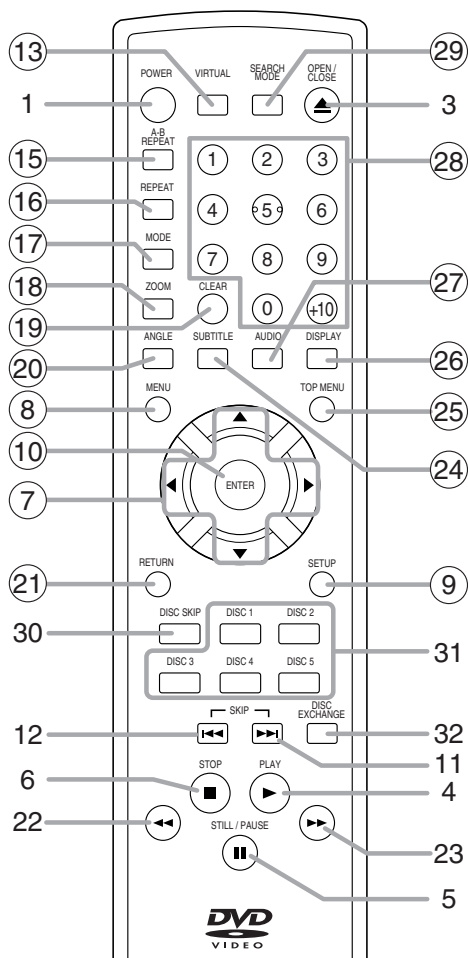 13 VIRTUAL SEARCH MODE 29
POWER OPEN / CLOSE
1 3
A-B REPEAT
15 1 2 3 28
REPEAT
16 4 5 6
MODE
17 7 8 9
ZOOM CLEAR 27
18 0 +10
19
ANGLE SUBTITLE AUDIO DISPLAY
20 26
MENU TOP MENU
8 25
10 24
ENTER
7
RETURN SETUP
21 9
DISC SKIP DISC 1 DISC 2
30 31
DISC 3 DISC 4 DISC 5
SKIP DISC EXCHANGE
12 32
11
STOP PLAY
6 4
22 STILL / PAUSE 23
5
DVD
VIDEO